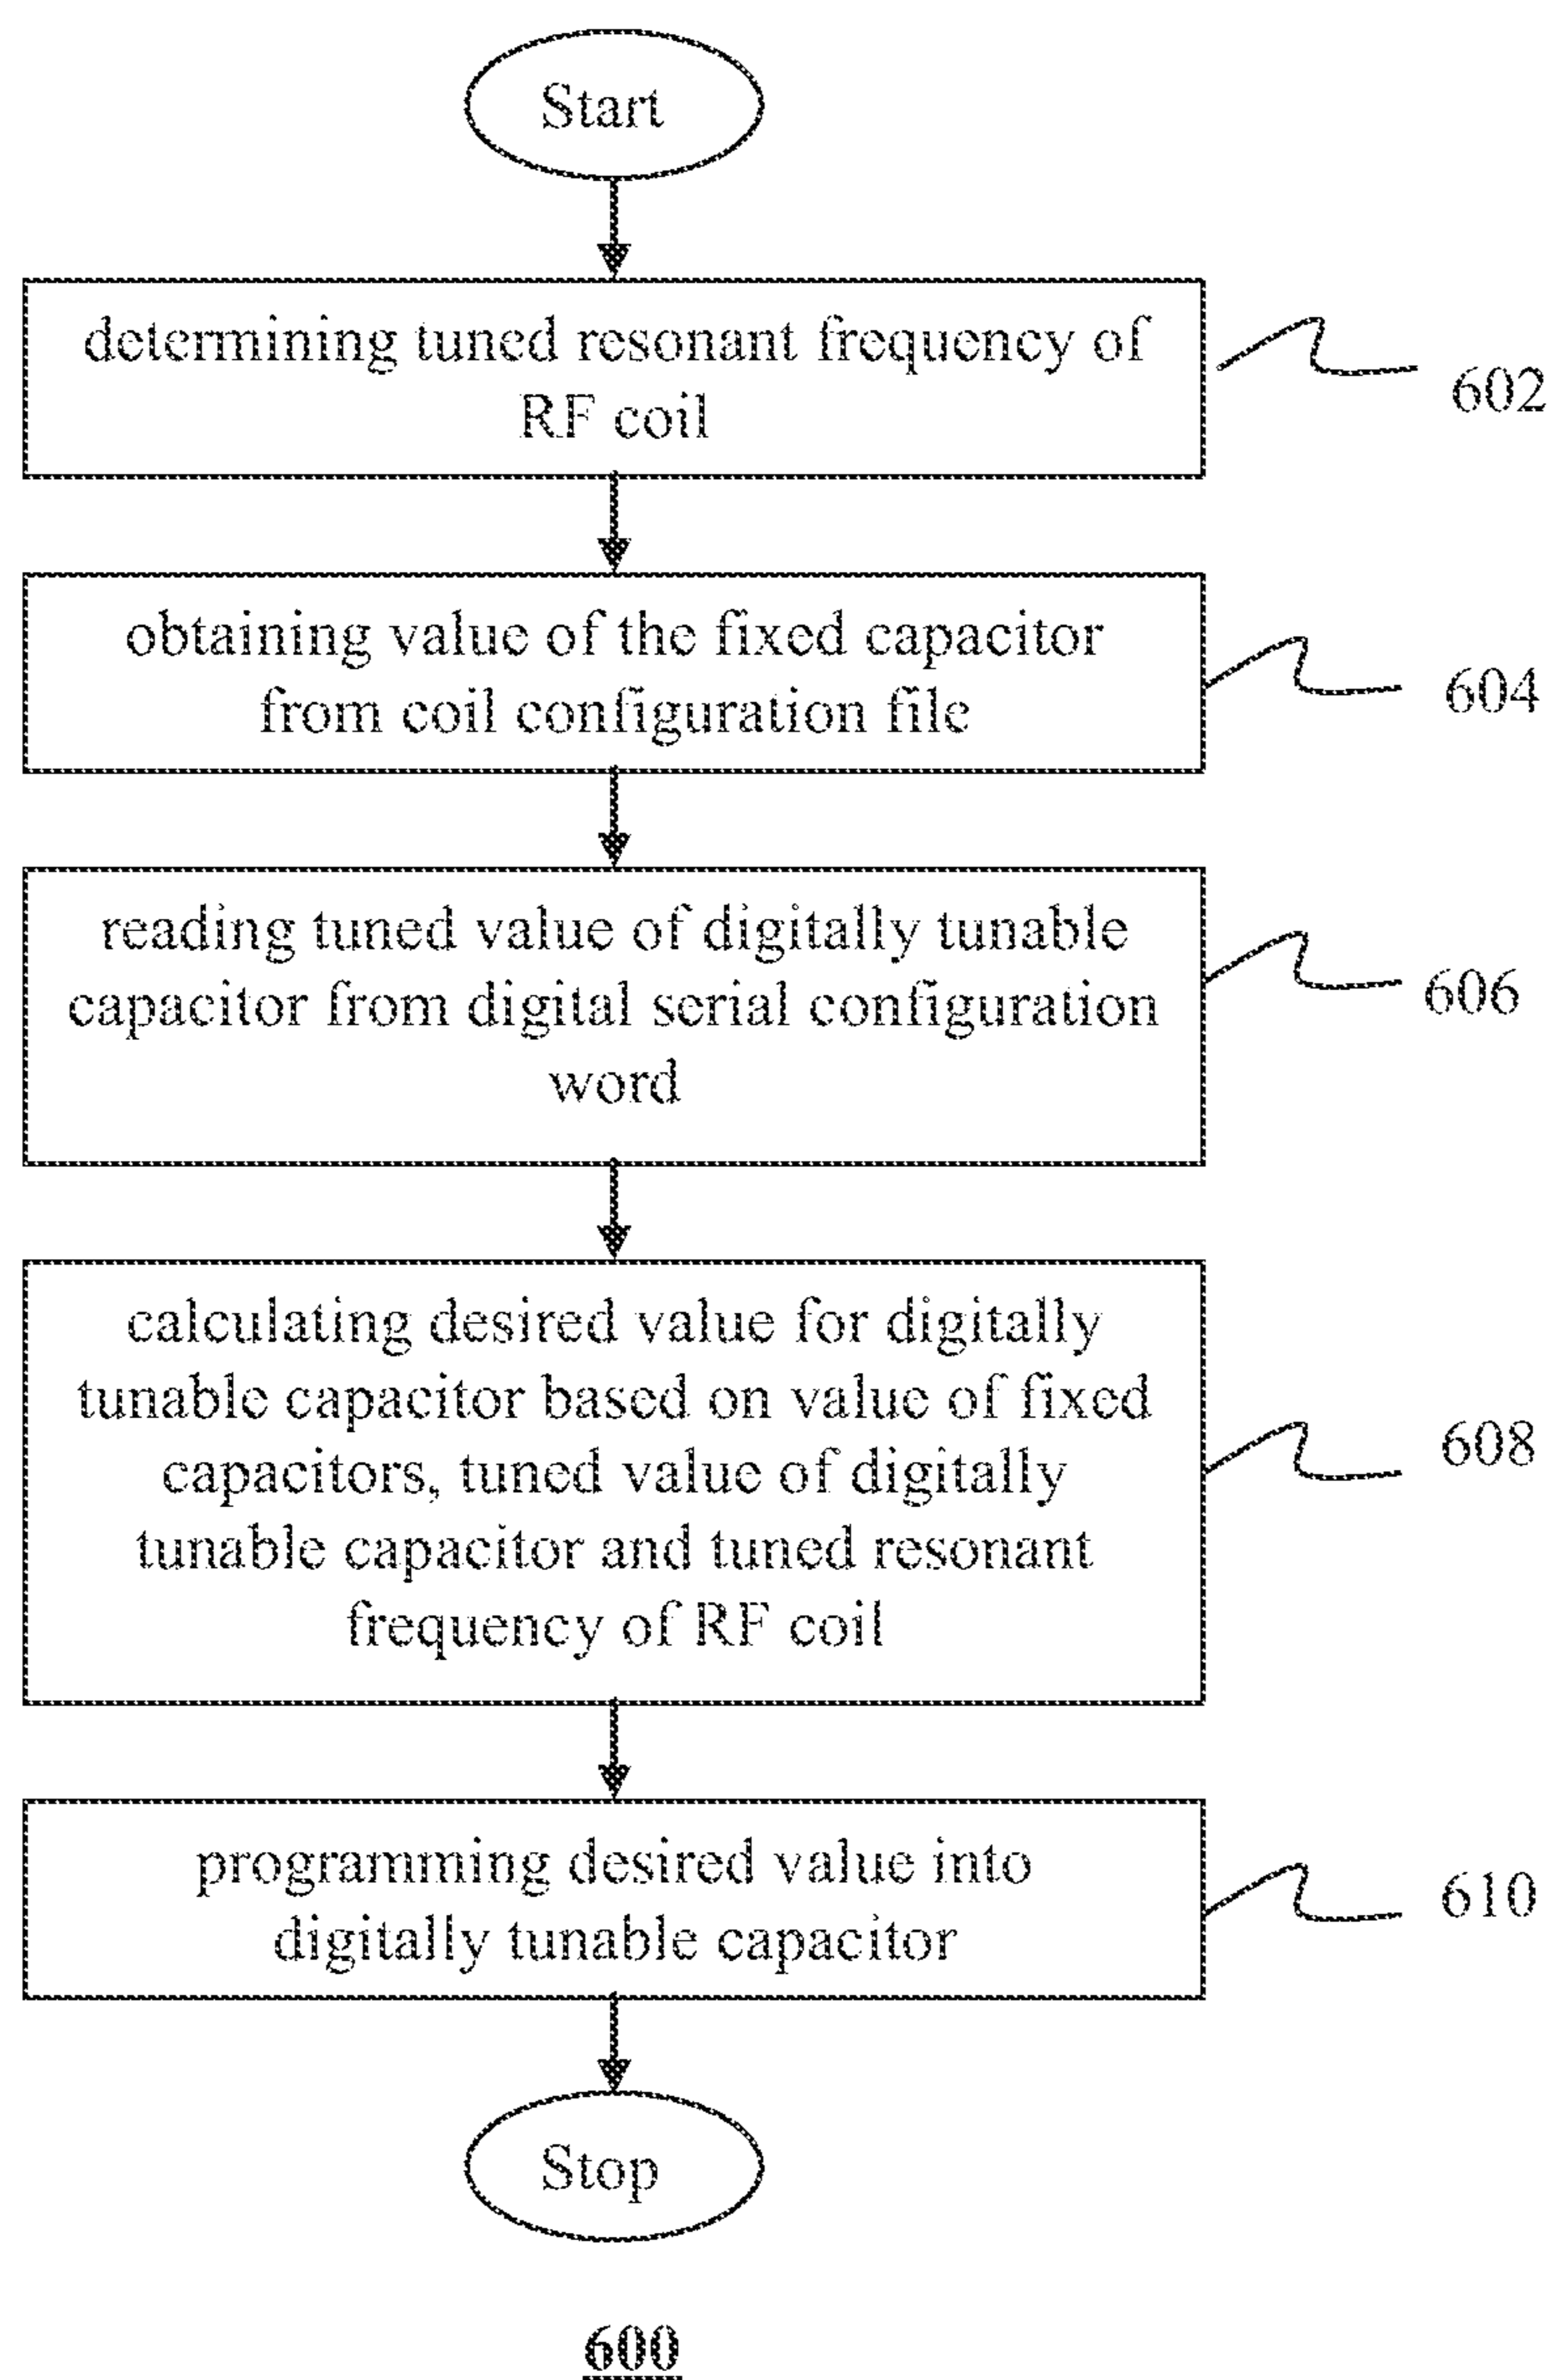 Start
determining tuned resonant frequency of
RF coil
602
obtaining value of the fixed capacitor
from coil configuration file
604
reading tuned value of digitally tunable
capacitor from digital serial configuration
word
606
calculating desired value for digitally
tunable capacitor based on value of fixed
capacitors, tuned value of digitally
tunable capacitor and tuned resonant
frequency of RF coil
608
programming desired value into
digitally tunable capacitor
610
Stop
600